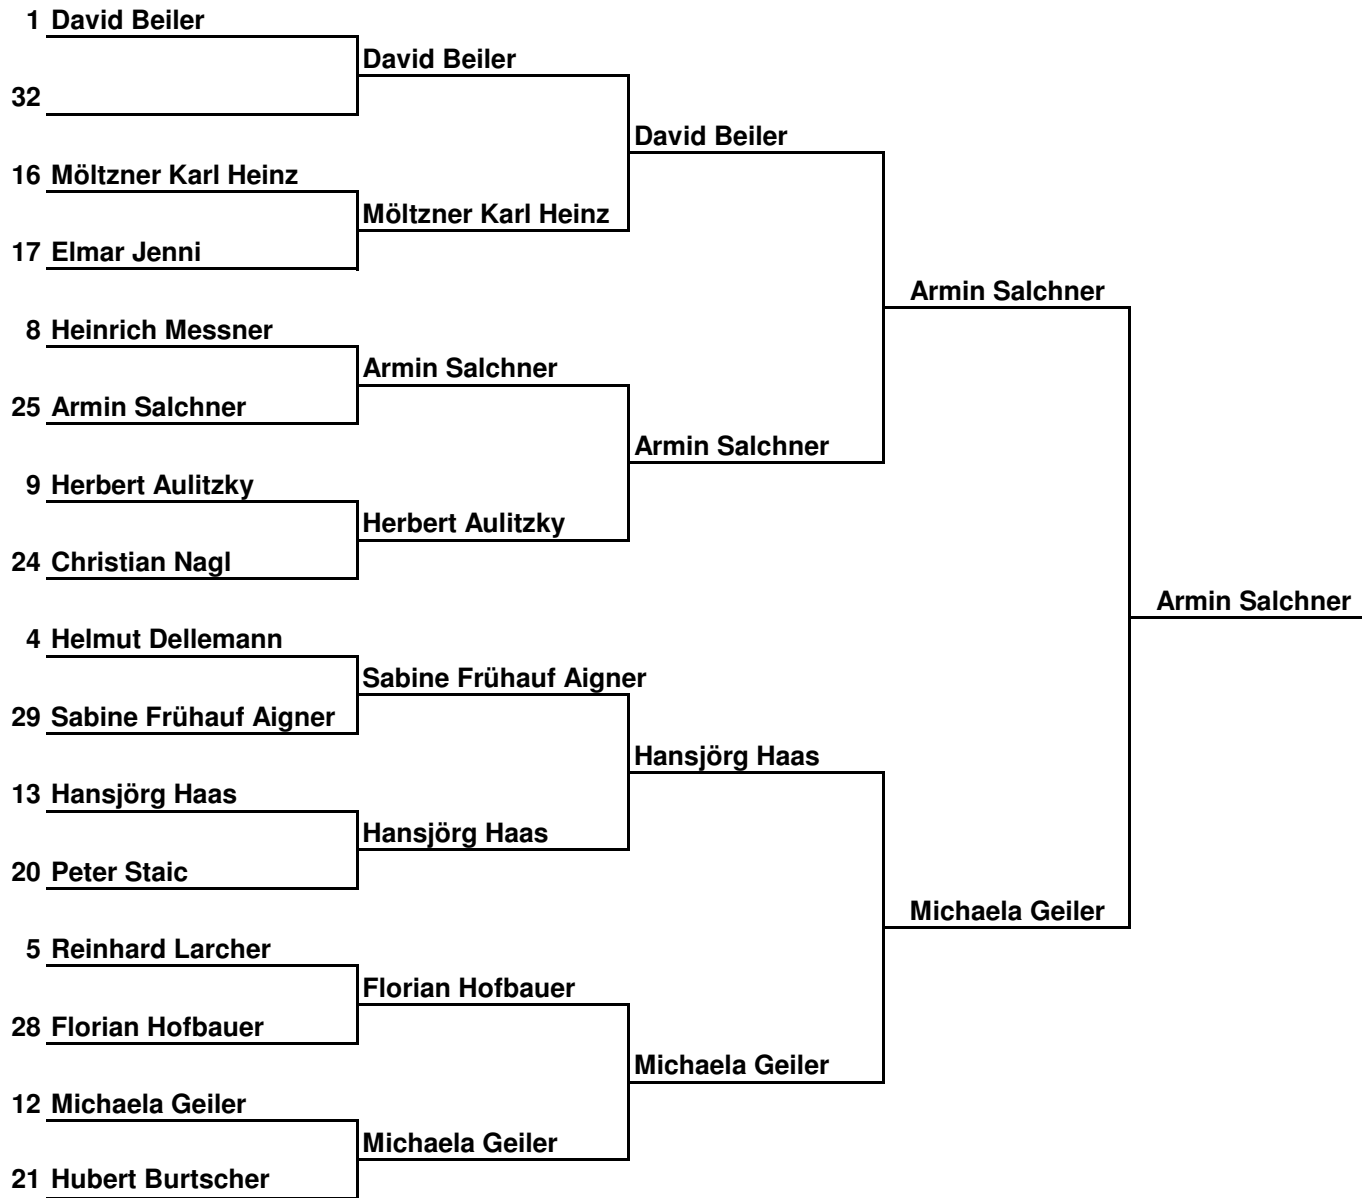 1 David Beiler
David Beiler
32
David Beiler
16 Möltzner Karl Heinz
Möltzner Karl Heinz
17 Elmar Jenni
Armin Salchner
8 Heinrich Messner
Armin Salchner
25 Armin Salchner
Armin Salchner
9 Herbert Aulitzky
Herbert Aulitzky
24 Christian Nagl
Armin Salchner
4 Helmut Dellemann
Sabine Frühauf Aigner
29 Sabine Frühauf Aigner
Hansjörg Haas
13 Hansjörg Haas
Hansjörg Haas
20 Peter Staic
Michaela Geiler
5 Reinhard Larcher
Florian Hofbauer
28 Florian Hofbauer
Michaela Geiler
12 Michaela Geiler
Michaela Geiler
21 Hubert Burtscher